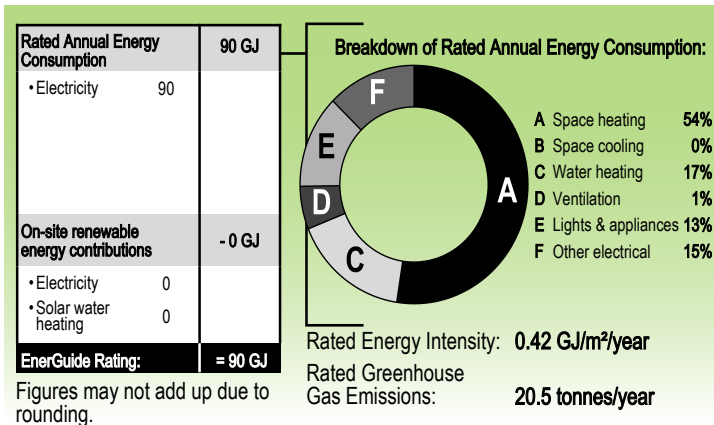 Rated Annual Energy
Consumption
90 GJ
• Electricity 90
On-site renewable
energy contributions
- 0 GJ
• Electricity 0
• Solar water
heating 0
EnerGuide Rating: = 90 GJ
Figures may not add up due to
rounding.
Breakdown of Rated Annual Energy Consumption:
F
E
D
C
A
A Space heating 54%
B Space cooling 0%
C Water heating 17%
D Ventilation 1%
E Lights & appliances 13%
F Other electrical 15%
Rated Energy Intensity: 0.42 GJ/m²/year
Rated Greenhouse
Gas Emissions: 20.5 tonnes/year